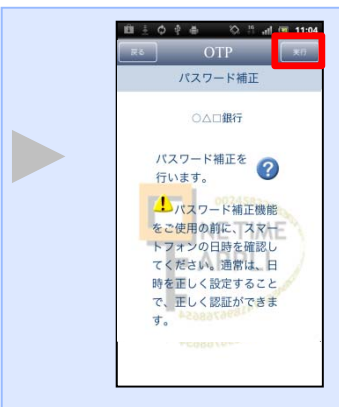 11:04
戻る
OTP
実行
パスワード補正
○△□銀行
パスワード補正を
行います。
?
!
パスワード補正機能
をご使用の前に、スマー
トフォンの日時を確認し
てください。通常は、日
時を正しく設定すること
で、正しく認証ができま
す。
ONETIME
APPLI